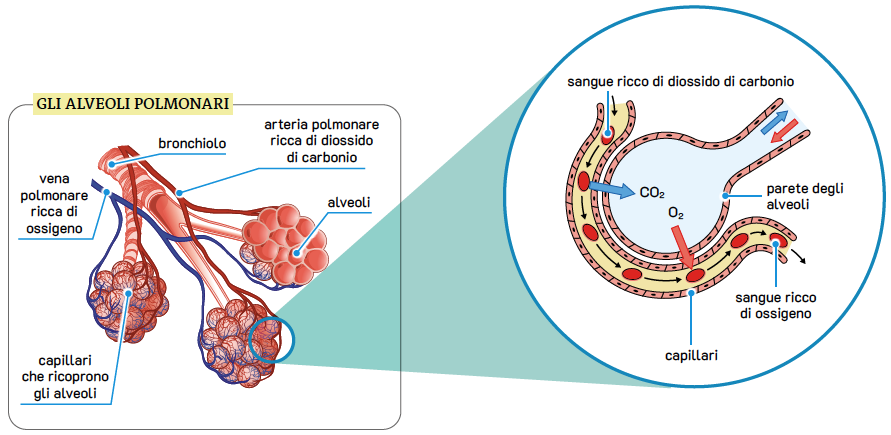 GLI ALVEOLI POLMONARI
bronchiolo
arteria polmonare
ricca di diossido
di carbonio
vena
polmonare
ricca di
ossigeno
alveoli
capillari
che ricoprono
gli alveoli
sangue ricco di diossido di carbonio
CO₂
O₂
parete degli
alveoli
sangue ricco
di ossigeno
capillari